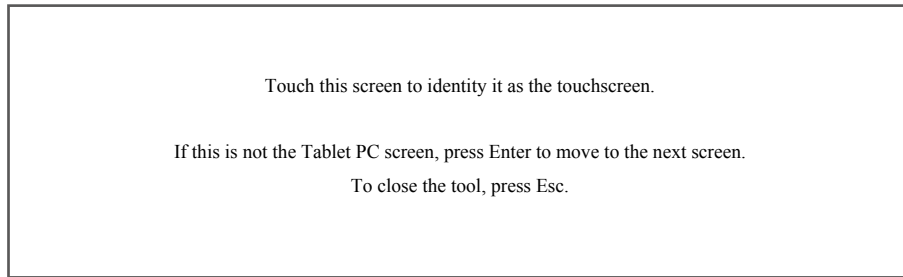 Touch this screen to identity it as the touchscreen.
If this is not the Tablet PC screen, press Enter to move to the next screen.
To close the tool, press Esc.